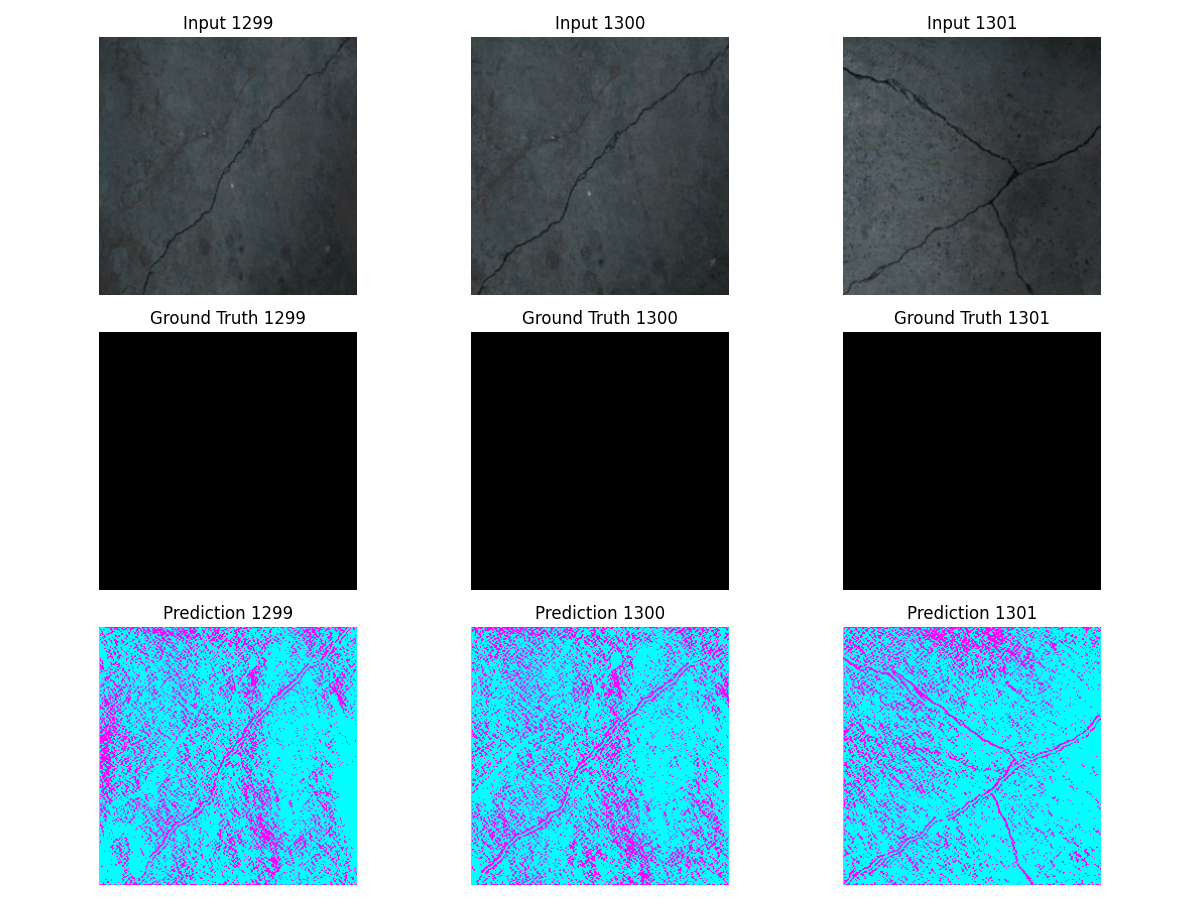 Input 1299
Input 1300
Input 1301
Ground Truth 1299
Ground Truth 1300
Ground Truth 1301
Prediction 1299
Prediction 1300
Prediction 1301